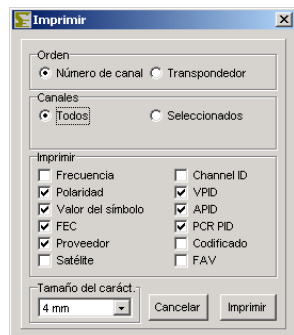 Imprimir
Orden
Número de canal Transpondedor
Canales
Todos Seleccionados
Imprimir
Frecuencia Channel ID
Polaridad VPID
Valor del símbolo APID
FEC PCR PID
Proveedor Codificado
Satélite FAV
Tamaño del caráct.
4 mm Cancelar Imprimir